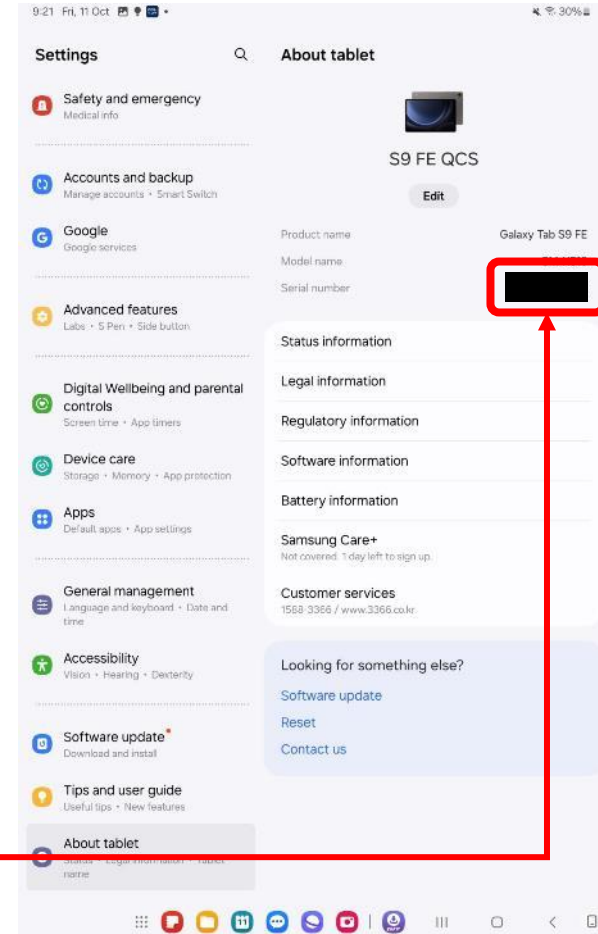 9:21 Fri, 11 Oct
30%
Settings
Safety and emergency
Medical info
Accounts and backup
Manage accounts • Smart Switch
Google
Google services
Advanced features
Labs • S Pen • Side button
Digital Wellbeing and parental
controls
Screen time • App timers
Device care
Storage • Memory • App protection
Apps
Default apps • App settings
General management
Language and keyboard • Date and
time
Accessibility
Vision • Hearing • Dexterity
Software update
Download and install
Tips and user guide
Useful tips • New features
About tablet
name
About tablet
S9 FE QCS
Edit
Product name
Galaxy Tab S9 FE
Model name
Serial number
Status information
Legal information
Regulatory information
Software information
Battery information
Samsung Care+
Not covered. 1 day left to sign up.
Customer services
1588-3366 / www.3366.co.kr
Looking for something else?
Software update
Reset
Contact us
11